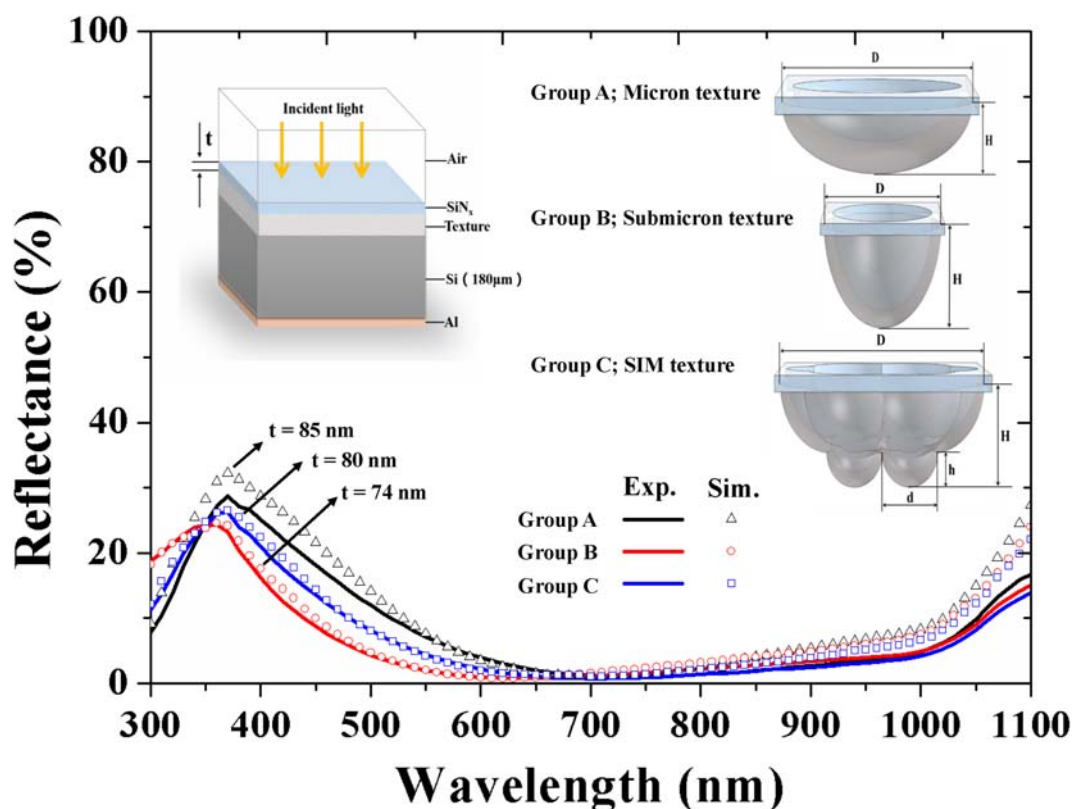 100
80
60
40
20
0
Reflectance (%)
300
400
500
600
700
800
900
1000
1100
Wavelength (nm)
Incident light
t
Air
SiNx
Texture
Si ( 180μm )
Al
Group A; Micron texture
D
H
Group B; Submicron texture
D
H
Group C; SIM texture
D
H
h
d
t = 85 nm
t = 80 nm
t = 74 nm
Exp. Sim.
Group A
Group B
Group C